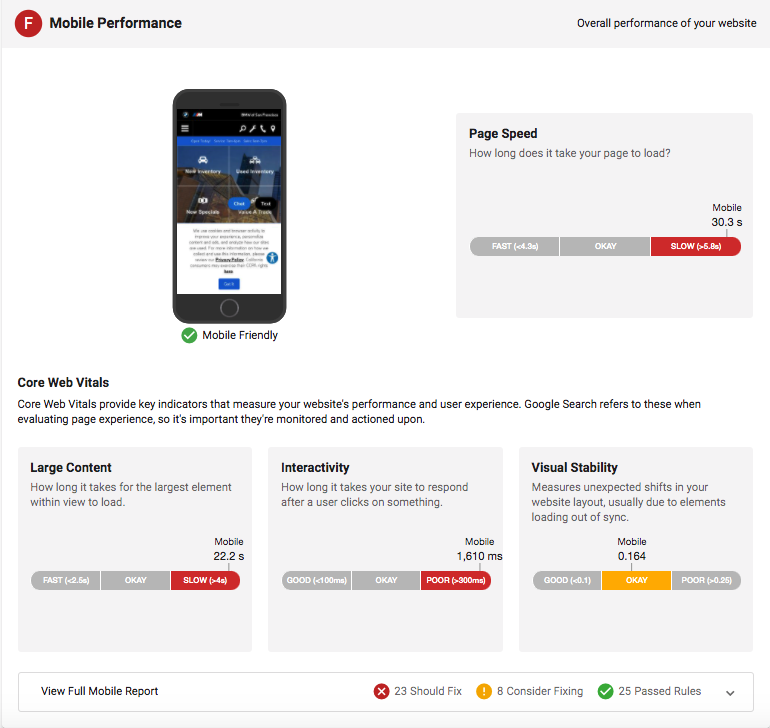 F Mobile Performance
Overall performance of your website
BMW of San Francisco
New Inventory
Used Inventory
Chat
Text
New Specials
Value A Trade
We use cookies and browser activity to
improve your experience, personalize
content and ads, and analyze how our sites
are used. For more information on how we
collect and use this information, please
review our Privacy Policy. California
consumers may exercise their CCPA rights
here
Got it
Mobile Friendly
Page Speed
How long does it take your page to load?
Mobile
30.3 s
FAST (<4.3s)
OKAY
SLOW (>5.8s)
Core Web Vitals
Core Web Vitals provide key indicators that measure your website's performance and user experience. Google Search refers to these when
evaluating page experience, so it's important they're monitored and actioned upon.
Large Content
How long it takes for the largest element
within view to load.
Mobile
22.2 s
FAST (<2.5s)
OKAY
SLOW (>4s)
Interactivity
How long it takes your site to respond
after a user clicks on something.
Mobile
1,610 ms
GOOD (<100ms)
OKAY
POOR (>300ms)
Visual Stability
Measures unexpected shifts in your
website layout, usually due to elements
loading out of sync.
Mobile
0.164
GOOD (<0.1)
OKAY
POOR (>0.25)
View Full Mobile Report
23 Should Fix
8 Consider Fixing
25 Passed Rules